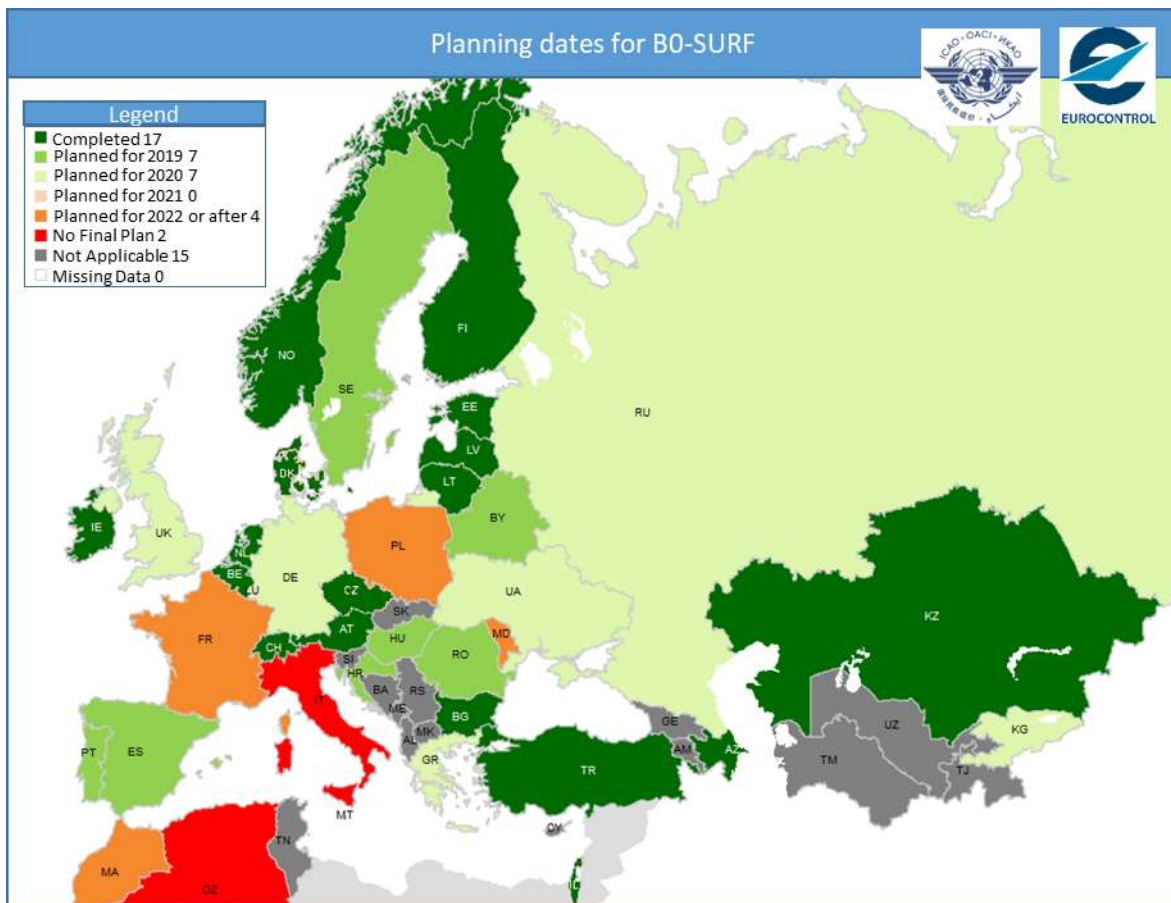 Planning dates for B0-SURF
ICAO · OACI · ИКАО
EUROCONTROL
Legend
Completed 17
Planned for 2019 7
Planned for 2020 7
Planned for 2021 0
Planned for 2022 or after 4
No Final Plan 2
Not Applicable 15
Missing Data 0
FI
NO
SE
RU
EE
LV
LT
DK
IE
UK
BY
NL
BE
DE
PL
UA
KZ
CZ
SK
FR
AT
HU
MD
CH
RO
SI
HR
IT
BA
RS
ME
BG
GE
UZ
KG
MK
AL
AM
AZ
PT
ES
GR
TR
TM
TJ
MT
CY
TN
MA
DZ